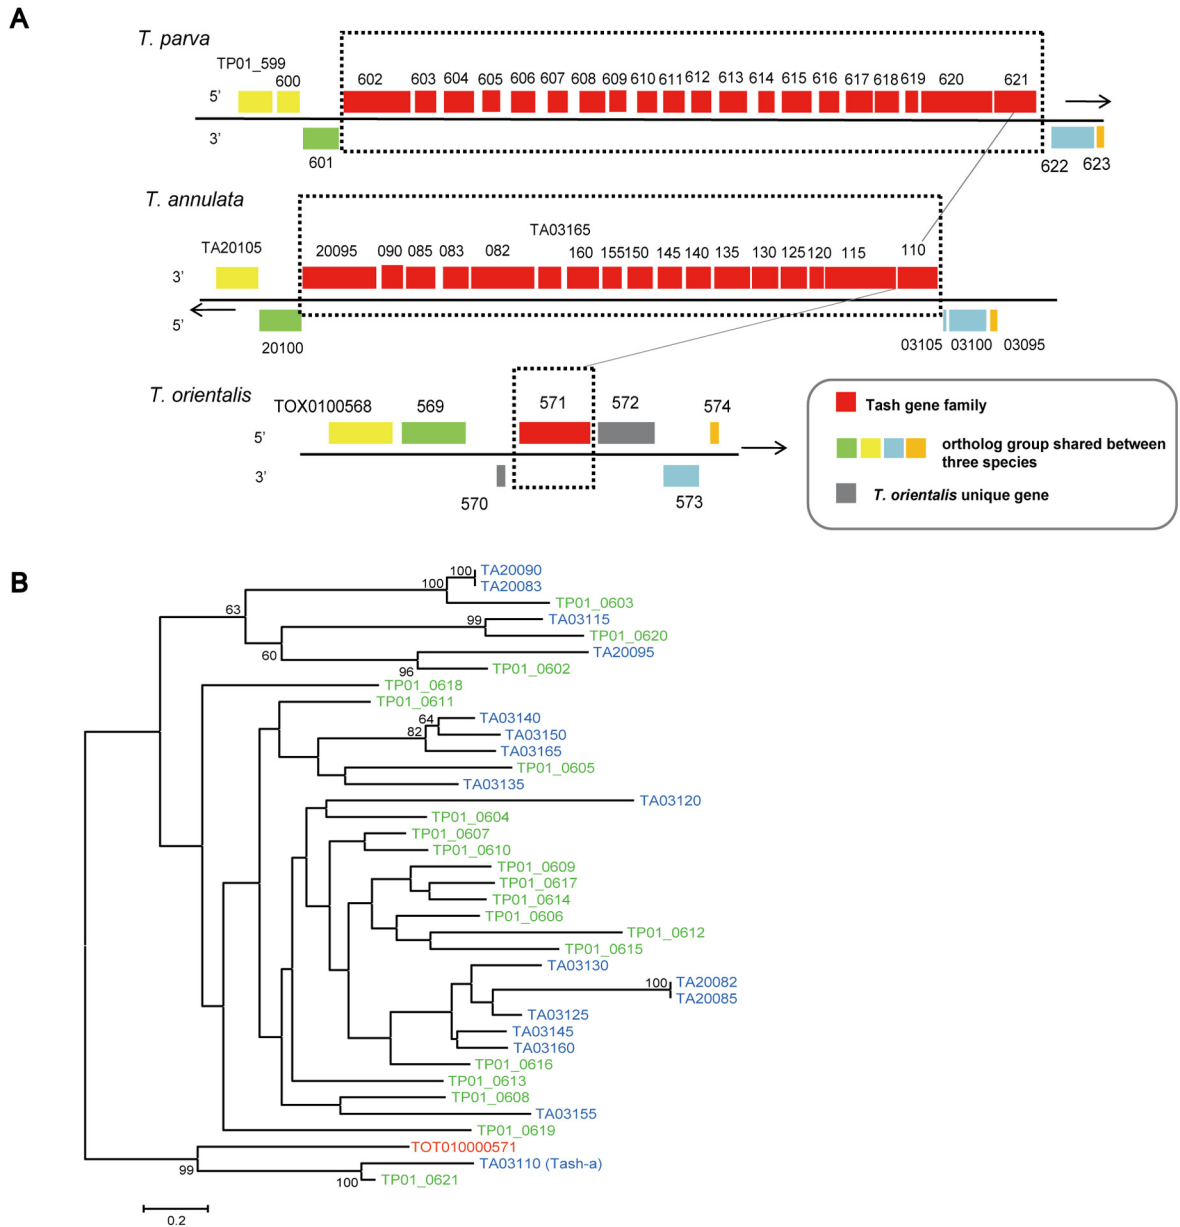 A
T. parva
TP01_599
600
602 603 604 605 606 607 608 609 610 611 612 613 614 615 616 617 618 619 620 621
5’
3’
601
622 623
T. annulata
TA03165
TA20105
20095 090 085 083 082 160 155 150 145 140 135 130 125 120 115 110
3’
5’
20100
03105 03100 03095
T. orientalis
TOX0100568 569 571 572 574
5’
3’
570
573
Tash gene family
ortholog group shared between
three species
T. orientalis unique gene
B
100 TA20090
100 TA20083
TP01_0603
63
99 TA03115
TP01_0620
60
TA20095
96 TP01_0602
TP01_0618
TP01_0611
64 TA03140
82 TA03150
TA03165
TP01_0605
TA03135
TA03120
TP01_0604
TP01_0607
TP01_0610
TP01_0609
TP01_0617
TP01_0614
TP01_0606
TP01_0612
TP01_0615
TA03130
100 TA20082
TA20085
TA03125
TA03145
TA03160
TP01_0616
TP01_0613
TP01_0608
TA03155
TP01_0619
TOT010000571
99 TA03110 (Tash-a)
100 TP01_0621
0.2